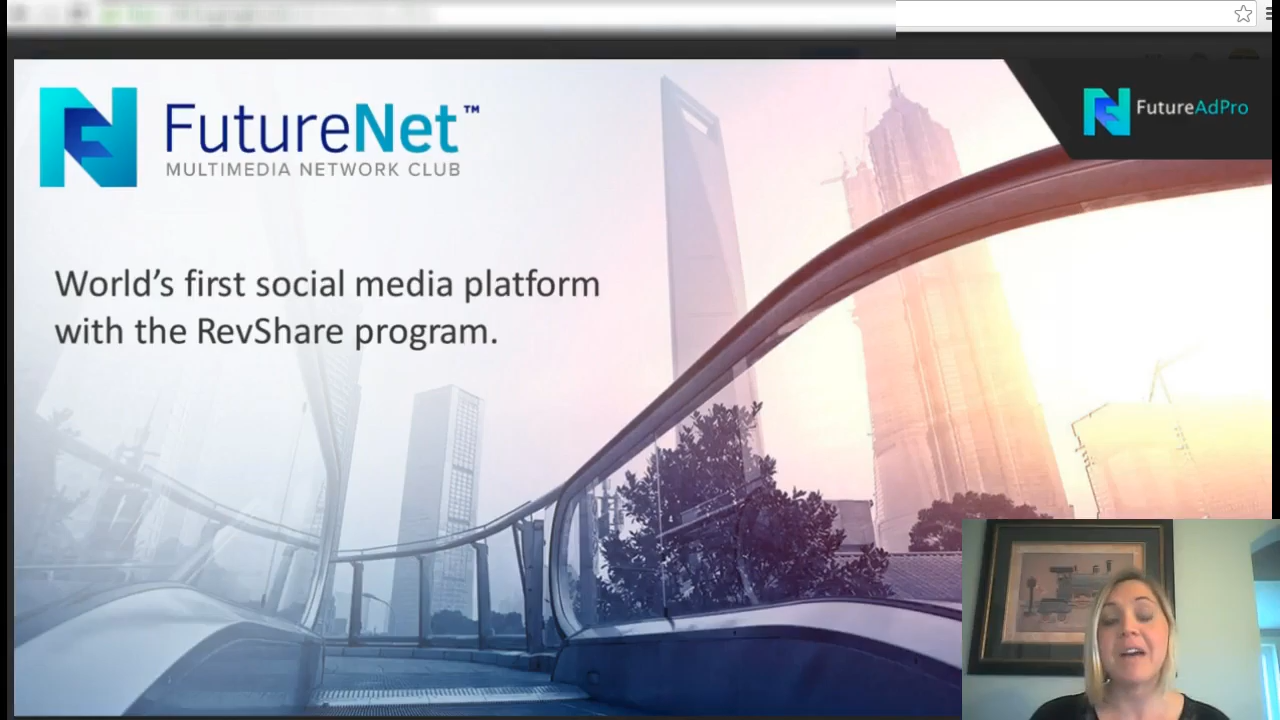 FutureNet™
MULTIMEDIA NETWORK CLUB
FutureAdPro
World's first social media platform
with the RevShare program.